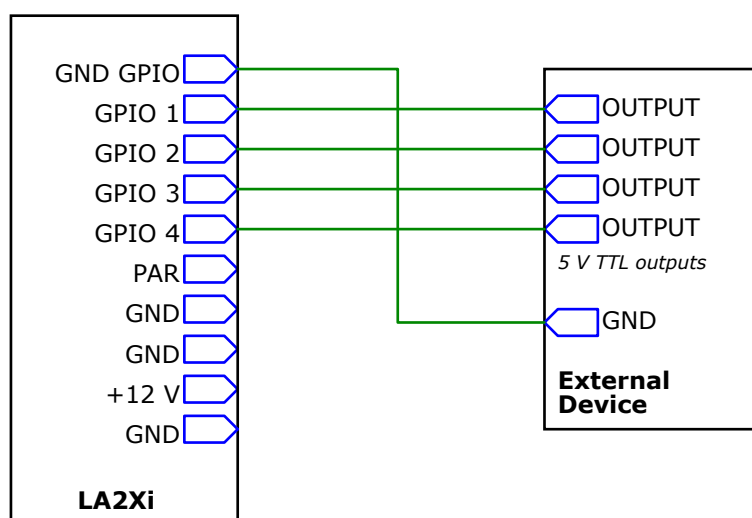 GND GPIO
GPIO 1
GPIO 2
GPIO 3
GPIO 4
PAR
GND
GND
+12 V
GND
LA2Xi
OUTPUT
OUTPUT
OUTPUT
OUTPUT
5 V TTL outputs
GND
External
Device